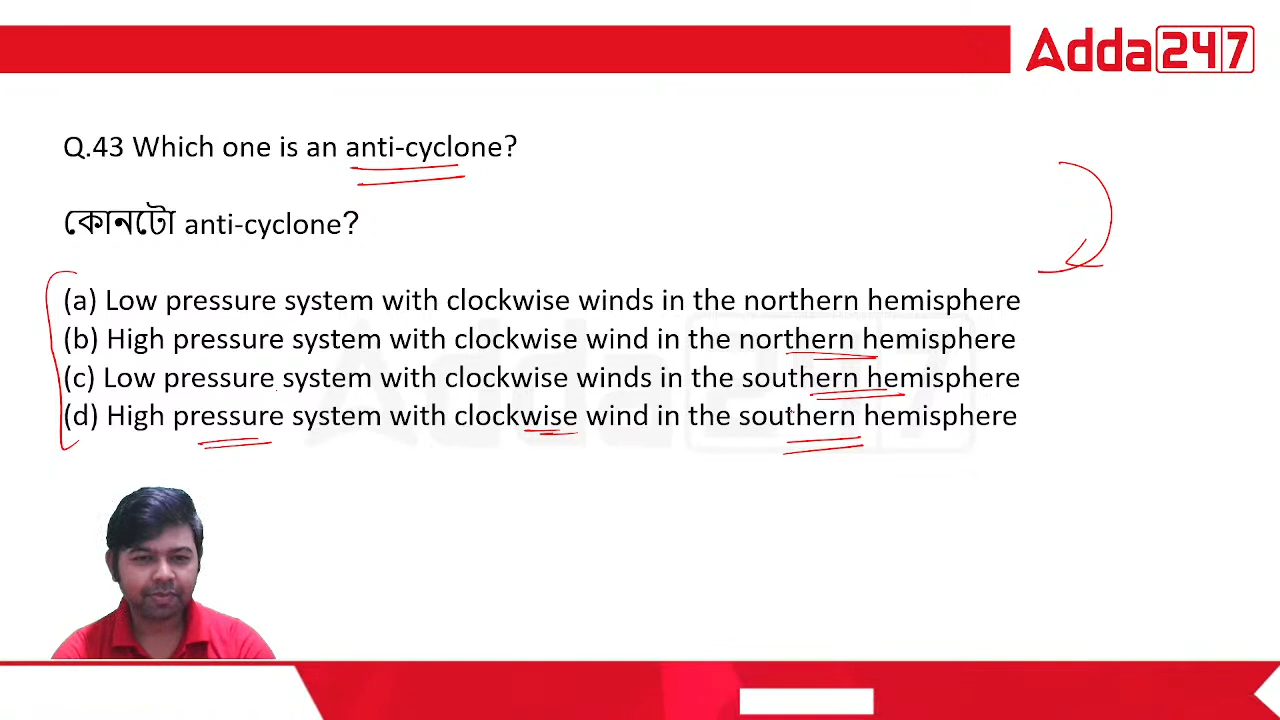 Adda247
Q.43 Which one is an anti-cyclone?
কোনটো anti-cyclone?
(a) Low pressure system with clockwise winds in the northern hemisphere
(b) High pressure system with clockwise wind in the northern hemisphere
(c) Low pressure system with clockwise winds in the southern hemisphere
(d) High pressure system with clockwise wind in the southern hemisphere
Adda247